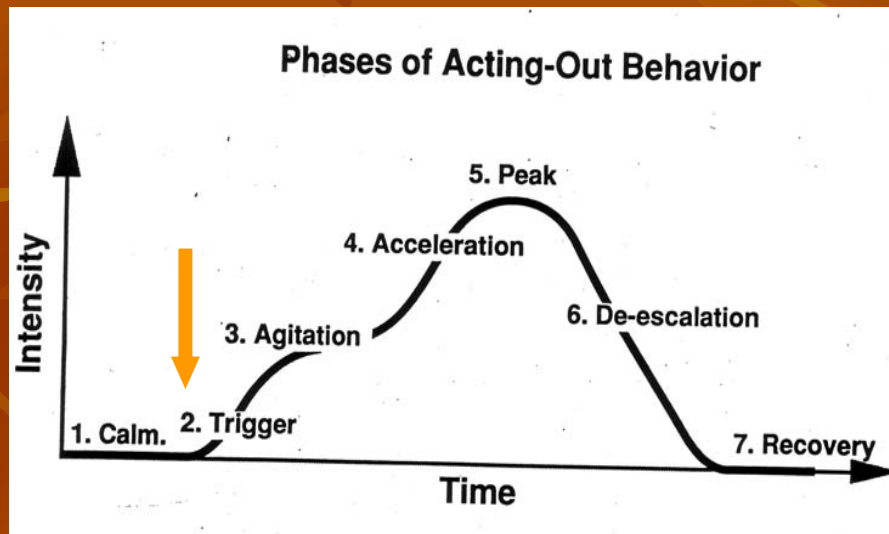 Phases of Acting-Out Behavior
5. Peak
4. Acceleration
3. Agitation
6. De-escalation
2. Trigger
1. Calm.
7. Recovery
Intensity
Time